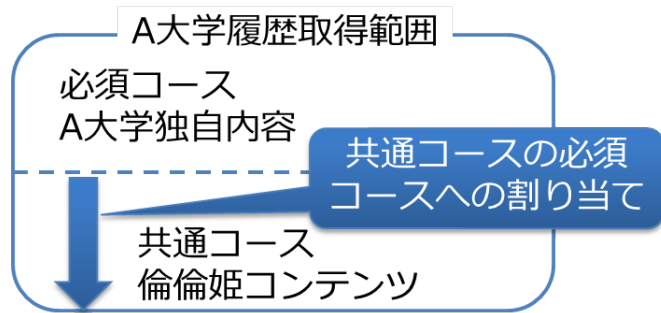 A大学履歴取得範囲
必須コース
A大学独自内容
共通コースの必須
コースへの割り当て
共通コース
倫倫姫コンテンツ